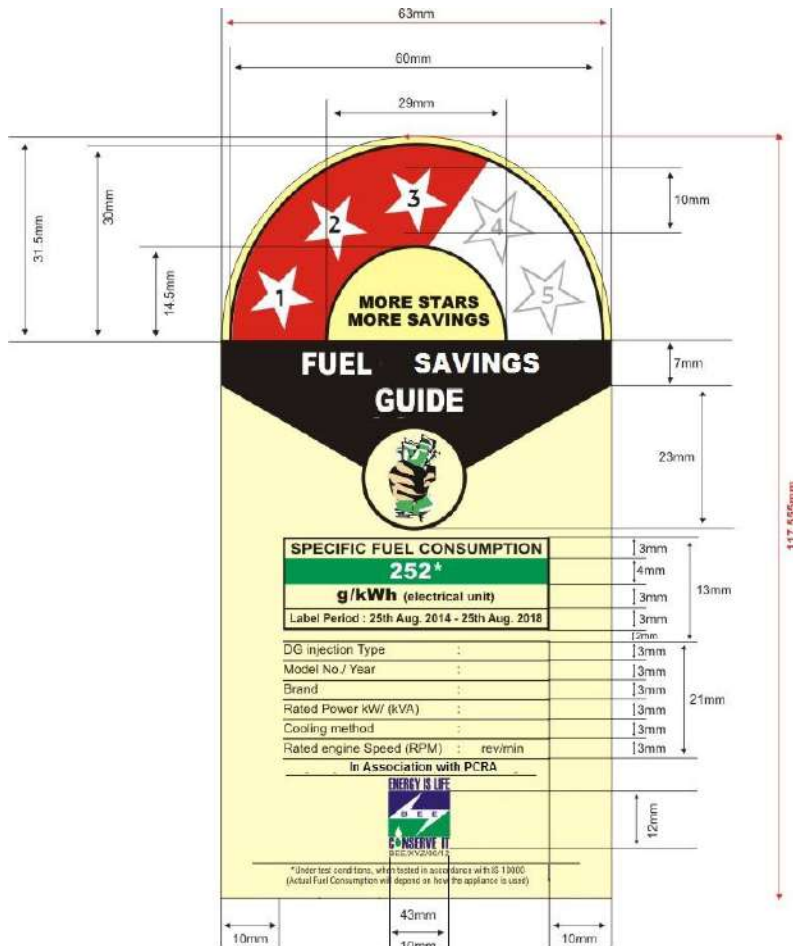 63mm
60mm
29mm
31.5mm
30mm
14.5mm
10mm
1
2
3
4
5
MORE STARS
MORE SAVINGS
7mm
FUEL SAVINGS
GUIDE
23mm
117.555mm
SPECIFIC FUEL CONSUMPTION
3mm
252*
4mm
13mm
g/kWh (electrical unit)
3mm
Label Period : 25th Aug. 2014 - 25th Aug. 2018
3mm
2mm
DG injection Type :
3mm
Model No./ Year :
3mm
Brand :
3mm
21mm
Rated Power kW/ (kVA) :
3mm
Cooling method :
3mm
Rated engine Speed (RPM) : rev/min
3mm
In Association with PCRA
ENERGY IS LIFE
BEE
CONSERVE IT
12mm
*Under test conditions, when tested in accordance with IS 10000
(Actual Fuel Consumption will depend on how the appliance is used)
43mm
10mm
10mm
10mm